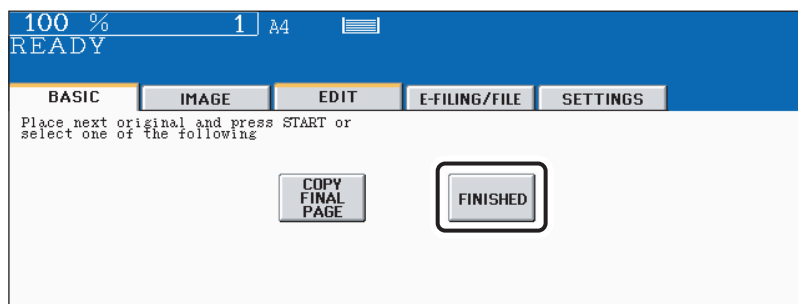 100 % 1 A4
READY
BASIC IMAGE EDIT E-FILING/FILE SETTINGS
Place next original and press START or
select one of the following
COPY
FINAL
PAGE
FINISHED